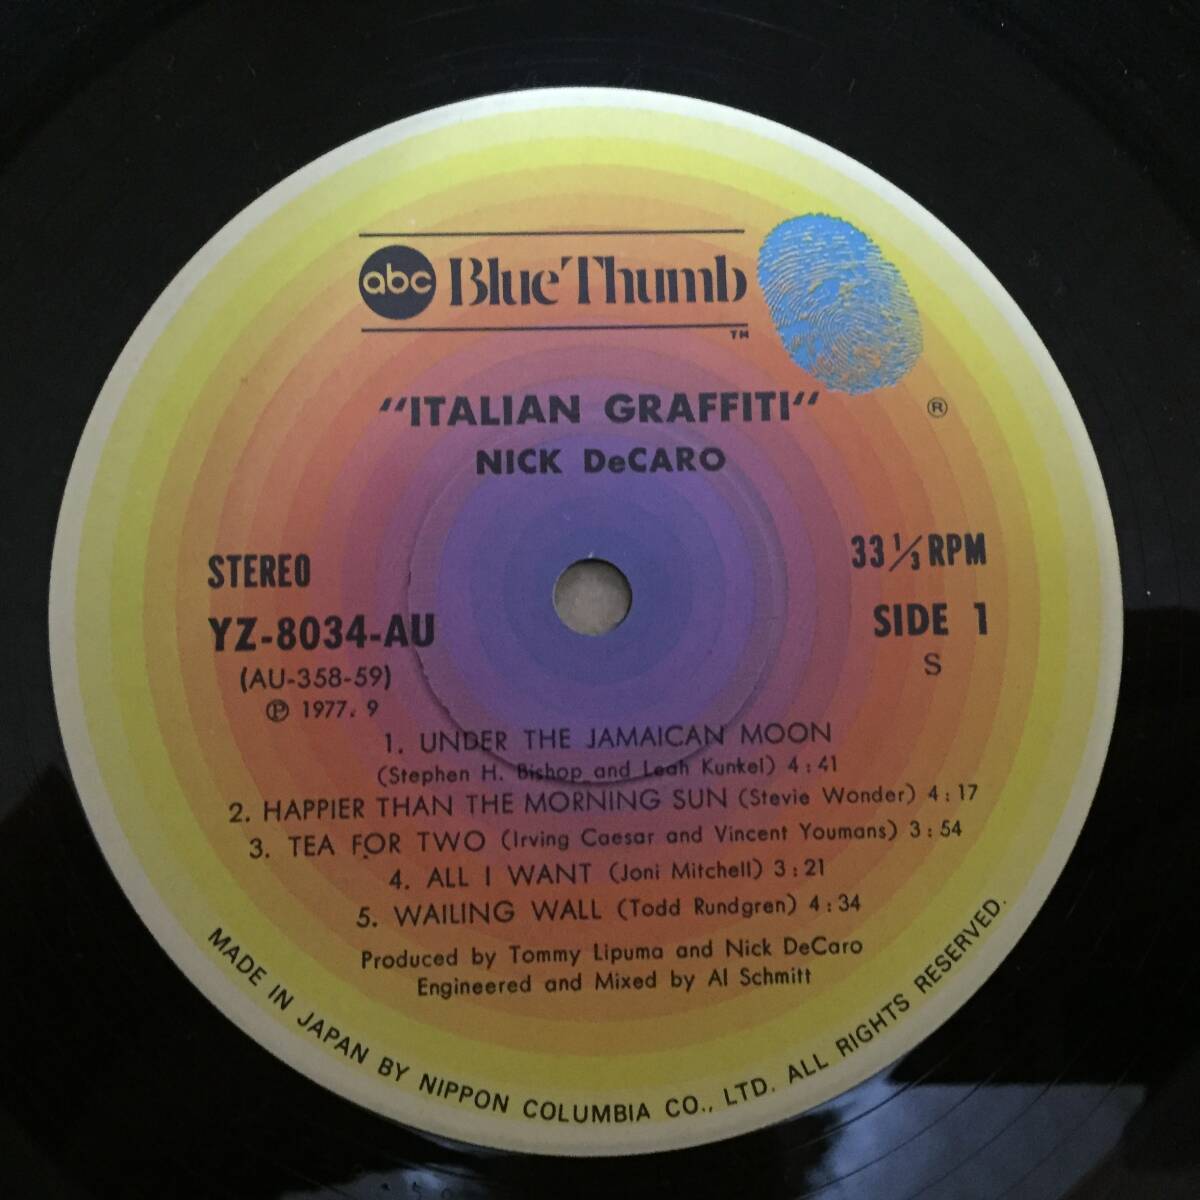 abc Blue Thumb
TM
"ITALIAN GRAFFITI"
®
NICK DeCARO
STEREO
33 1/3 RPM
YZ-8034-AU
SIDE 1
(AU-358-59)
S
℗ 1977. 9
1. UNDER THE JAMAICAN MOON
(Stephen H. Bishop and Leah Kunkel) 4:41
2. HAPPIER THAN THE MORNING SUN (Stevie Wonder) 4:17
3. TEA FOR TWO (Irving Caesar and Vincent Youmans) 3:54
4. ALL I WANT (Joni Mitchell) 3:21
5. WAILING WALL (Todd Rundgren) 4:34
Produced by Tommy Lipuma and Nick DeCaro
Engineered and Mixed by Al Schmitt
MADE IN JAPAN BY NIPPON COLUMBIA CO., LTD. ALL RIGHTS RESERVED.